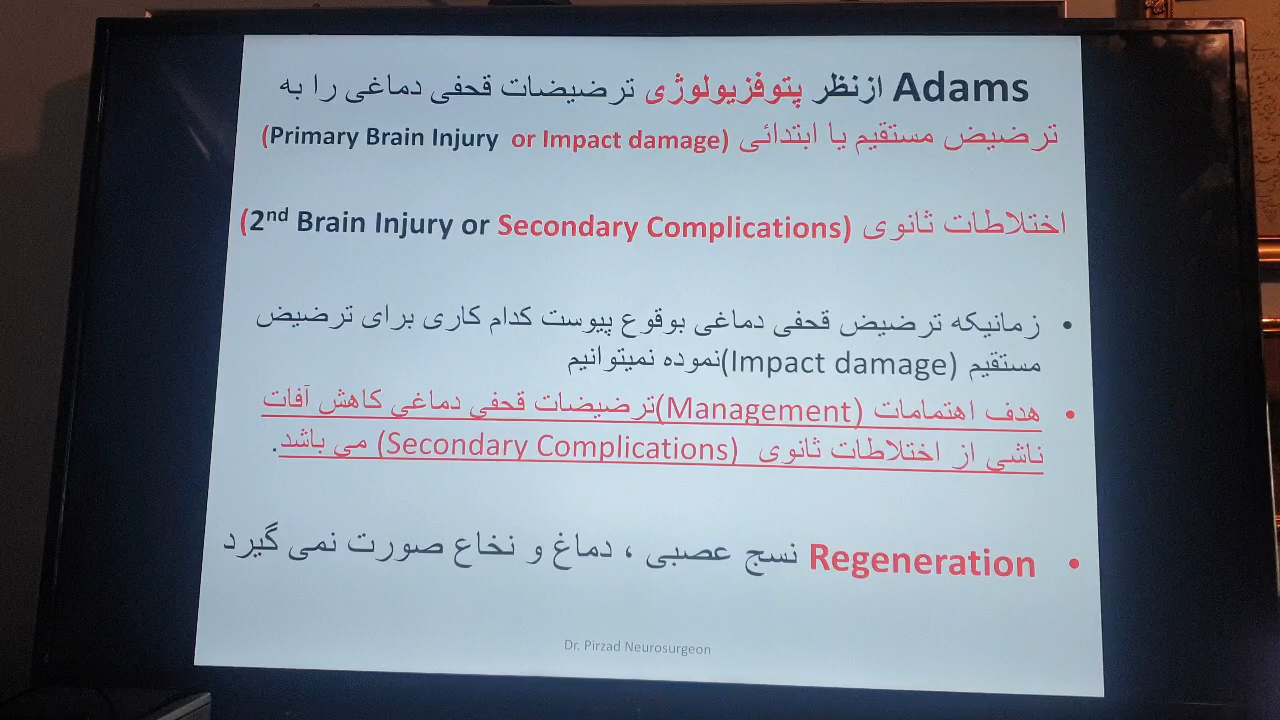 Adams ازنظر پتوفزیولوژی ترضیضات قحفی دماغی را به
ترضیض مستقیم یا ابتدائی (Primary Brain Injury or Impact damage)
اختلاطات ثانوی (2nd Brain Injury or Secondary Complications)
• زمانیکه ترضیض قحفی دماغی بوقوع پیوست کدام کاری برای ترضیض
مستقیم (Impact damage)نموده نمیتوانیم
• هدف اهتمامات (Management)ترضیضات قحفی دماغی کاهش آفات
ناشی از اختلاطات ثانوی (Secondary Complications) می باشد.
• Regeneration نسج عصبی ، دماغ و نخاع صورت نمی گیرد
Dr. Pirzad Neurosurgeon